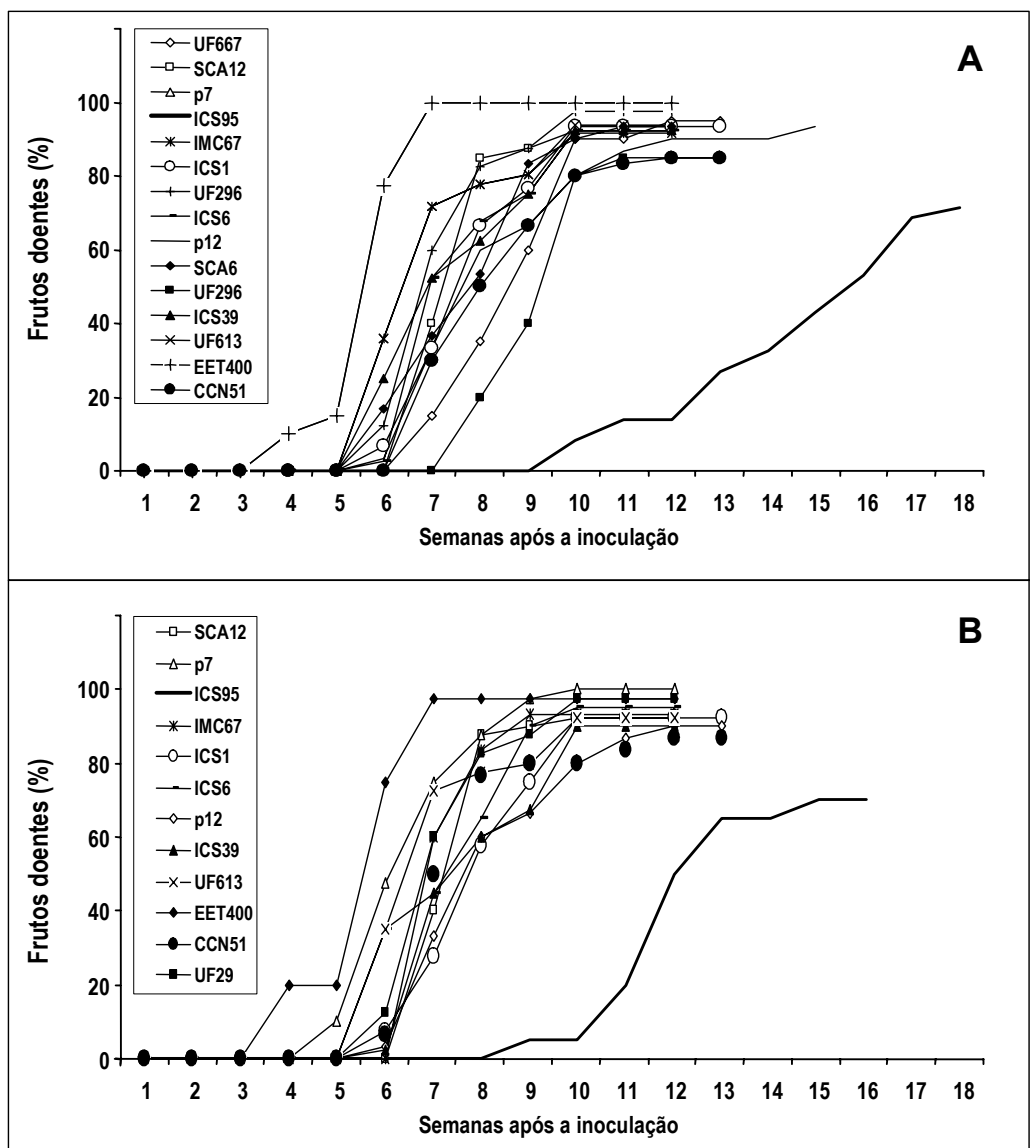 A
UF667
SCA12
p7
ICS95
IMC67
ICS1
UF296
ICS6
p12
SCA6
UF296
ICS39
UF613
EET400
CCN51
Frutos doentes (%)
100
80
60
40
20
0
1 2 3 4 5 6 7 8 9 10 11 12 13 14 15 16 17 18
Semanas após a inoculação
B
SCA12
p7
ICS95
IMC67
ICS1
ICS6
p12
ICS39
UF613
EET400
CCN51
UF29
Frutos doentes (%)
100
80
60
40
20
0
1 2 3 4 5 6 7 8 9 10 11 12 13 14 15 16 17 18
Semanas após a inoculação